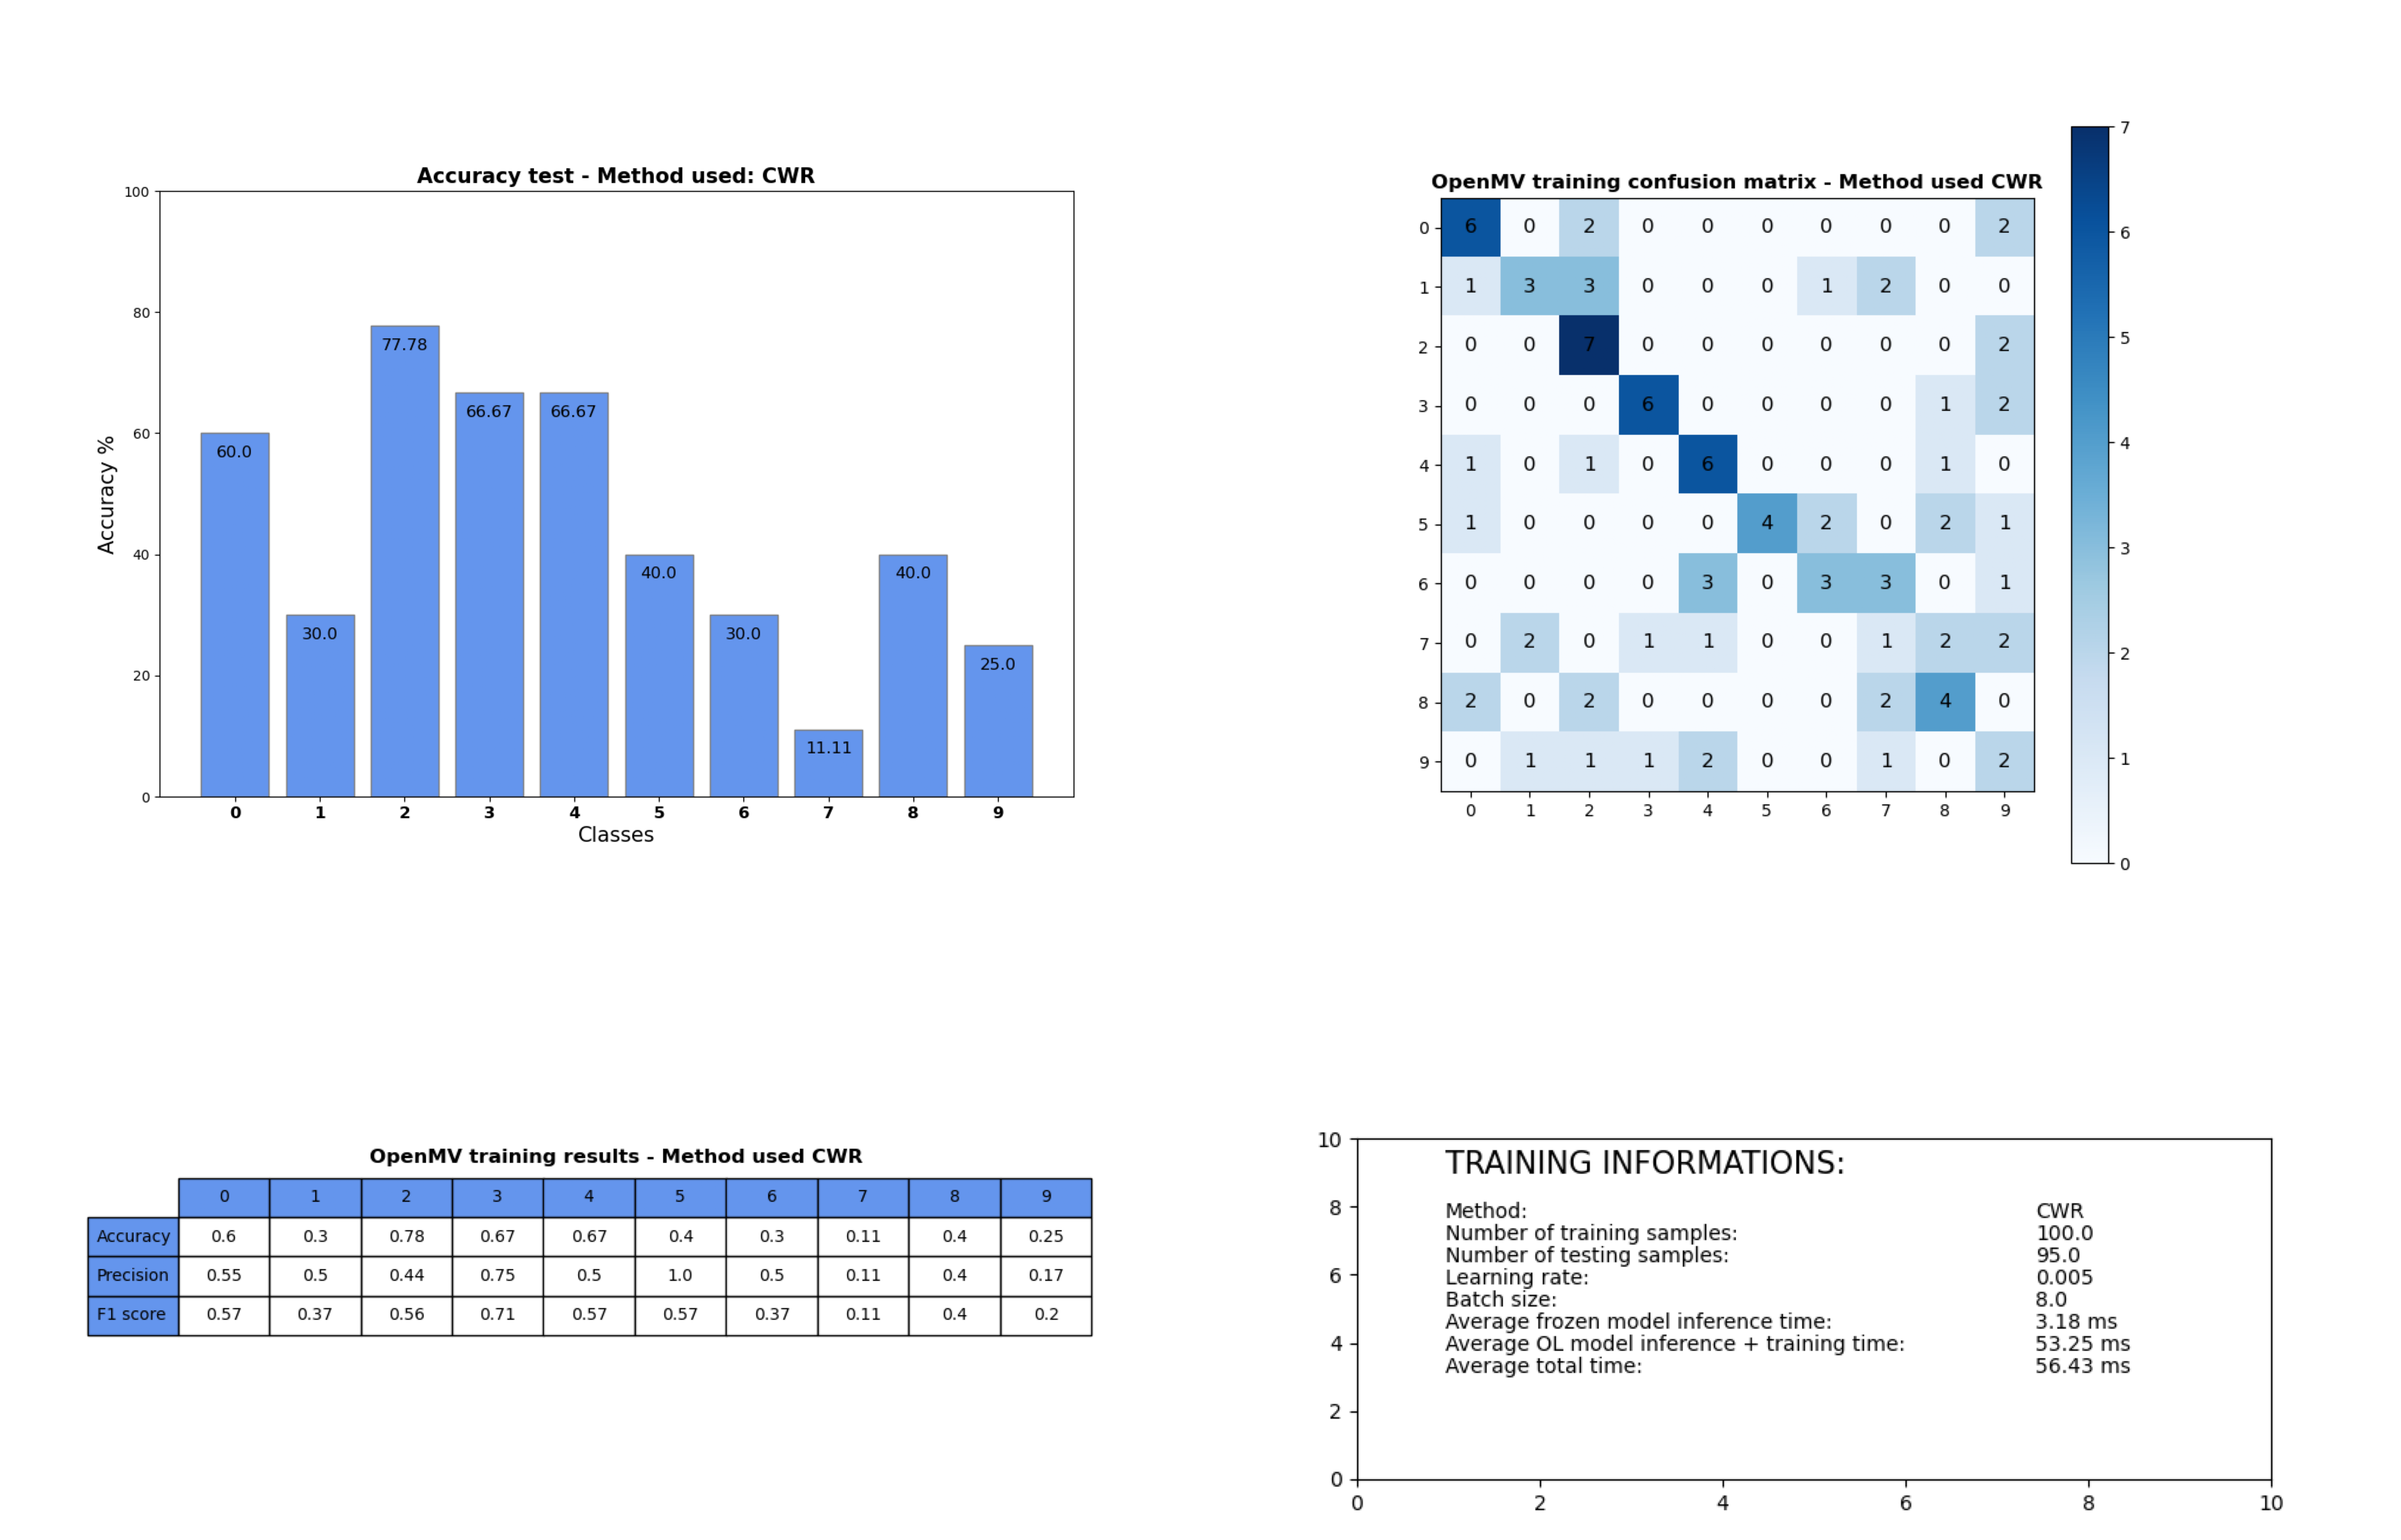 Accuracy test - Method used: CWR
100
80
60
40
20
0
Accuracy %
60.0
30.0
77.78
66.67
66.67
40.0
30.0
11.11
40.0
25.0
0 1 2 3 4 5 6 7 8 9
Classes
OpenMV training confusion matrix - Method used CWR
0 6 0 2 0 0 0 0 0 0 2
1 1 3 3 0 0 0 1 2 0 0
2 0 0 7 0 0 0 0 0 0 2
3 0 0 0 6 0 0 0 0 1 2
4 1 0 1 0 6 0 0 0 1 0
5 1 0 0 0 0 4 2 0 2 1
6 0 0 0 0 3 0 3 3 0 1
7 0 2 0 1 1 0 0 1 2 2
8 2 0 2 0 0 0 0 2 4 0
9 0 1 1 1 2 0 0 1 0 2
0 1 2 3 4 5 6 7 8 9
7
6
5
4
3
2
1
0
OpenMV training results - Method used CWR
0 1 2 3 4 5 6 7 8 9
Accuracy 0.6 0.3 0.78 0.67 0.67 0.4 0.3 0.11 0.4 0.25
Precision 0.55 0.5 0.44 0.75 0.5 1.0 0.5 0.11 0.4 0.17
F1 score 0.57 0.37 0.56 0.71 0.57 0.57 0.37 0.11 0.4 0.2
10
8
6
4
2
0
TRAINING INFORMATIONS:
Method: CWR
Number of training samples: 100.0
Number of testing samples: 95.0
Learning rate: 0.005
Batch size: 8.0
Average frozen model inference time: 3.18 ms
Average OL model inference + training time: 53.25 ms
Average total time: 56.43 ms
0 2 4 6 8 10